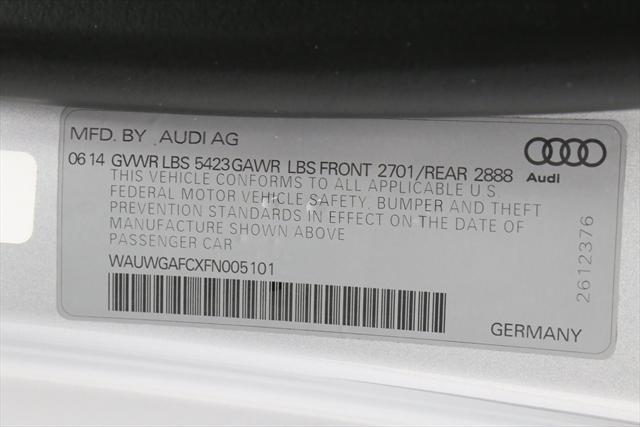 MFD. BY AUDI AG
06 14 GVWR LBS 5423 GAWR LBS FRONT 2701/REAR 2888
THIS VEHICLE CONFORMS TO ALL APPLICABLE U S
FEDERAL MOTOR VEHICLE SAFETY, BUMPER AND THEFT
PREVENTION STANDARDS IN EFFECT ON THE DATE OF
MANUFACTURE SHOWN ABOVE
PASSENGER CAR
WAUWGAFCXFN005101
Audi
2612376
GERMANY